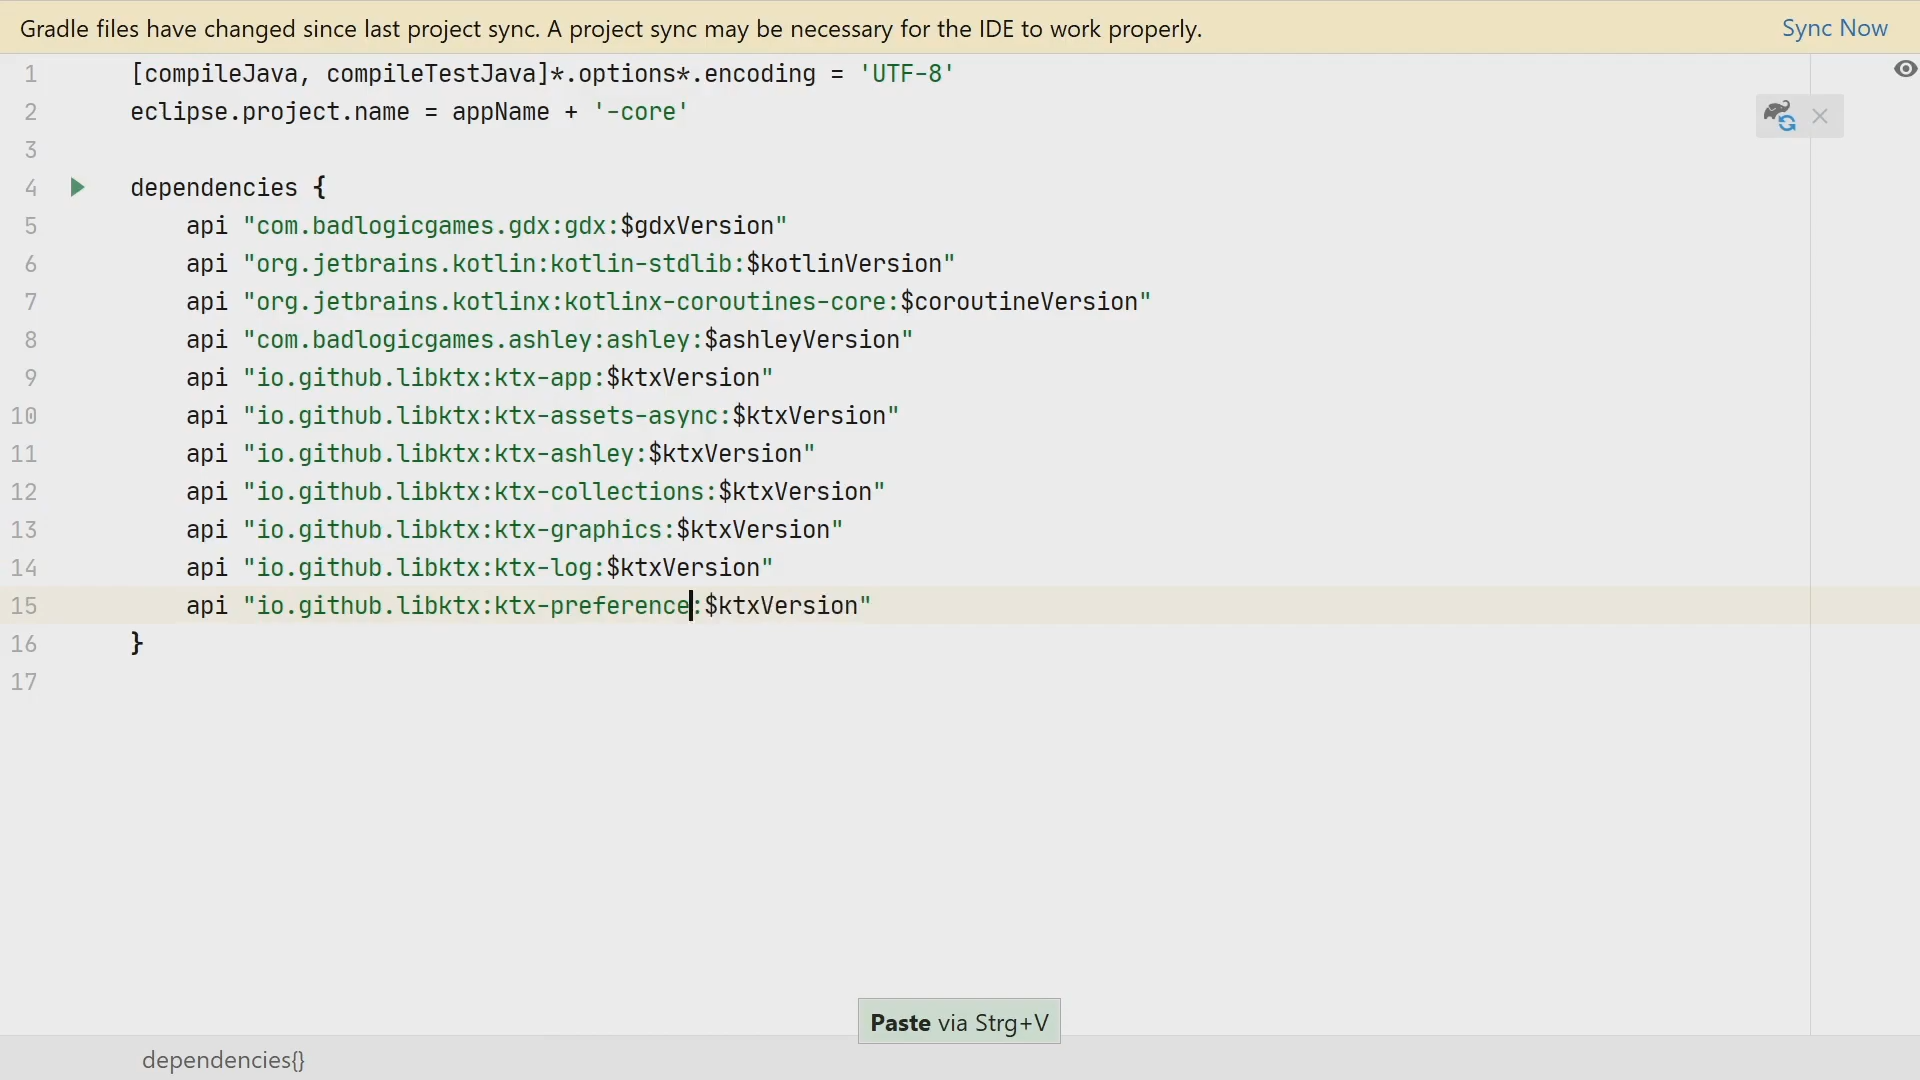 Gradle files have changed since last project sync. A project sync may be necessary for the IDE to work properly. Sync Now
1 [compileJava, compileTestJava]*.options*.encoding = 'UTF-8'
2 eclipse.project.name = appName + '-core'
3
4 dependencies {
5 api "com.badlogicgames.gdx:gdx:$gdxVersion"
6 api "org.jetbrains.kotlin:kotlin-stdlib:$kotlinVersion"
7 api "org.jetbrains.kotlinx:kotlinx-coroutines-core:$coroutineVersion"
8 api "com.badlogicgames.ashley:ashley:$ashleyVersion"
9 api "io.github.libktx:ktx-app:$ktxVersion"
10 api "io.github.libktx:ktx-assets-async:$ktxVersion"
11 api "io.github.libktx:ktx-ashley:$ktxVersion"
12 api "io.github.libktx:ktx-collections:$ktxVersion"
13 api "io.github.libktx:ktx-graphics:$ktxVersion"
14 api "io.github.libktx:ktx-log:$ktxVersion"
15 api "io.github.libktx:ktx-preference:$ktxVersion"
16 }
17
Paste via Strg+V
dependencies{}